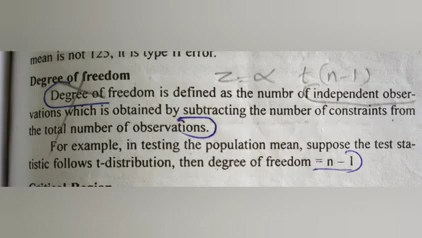 mean is not 125, it is type II error.
Degree of freedom
z = α t(n-1)
Degree of freedom is defined as the numbr of independent obser-
vations which is obtained by subtracting the number of constraints from
the total number of observations.
For example, in testing the population mean, suppose the test sta-
tistic follows t-distribution, then degree of freedom = n – 1
Critical Region